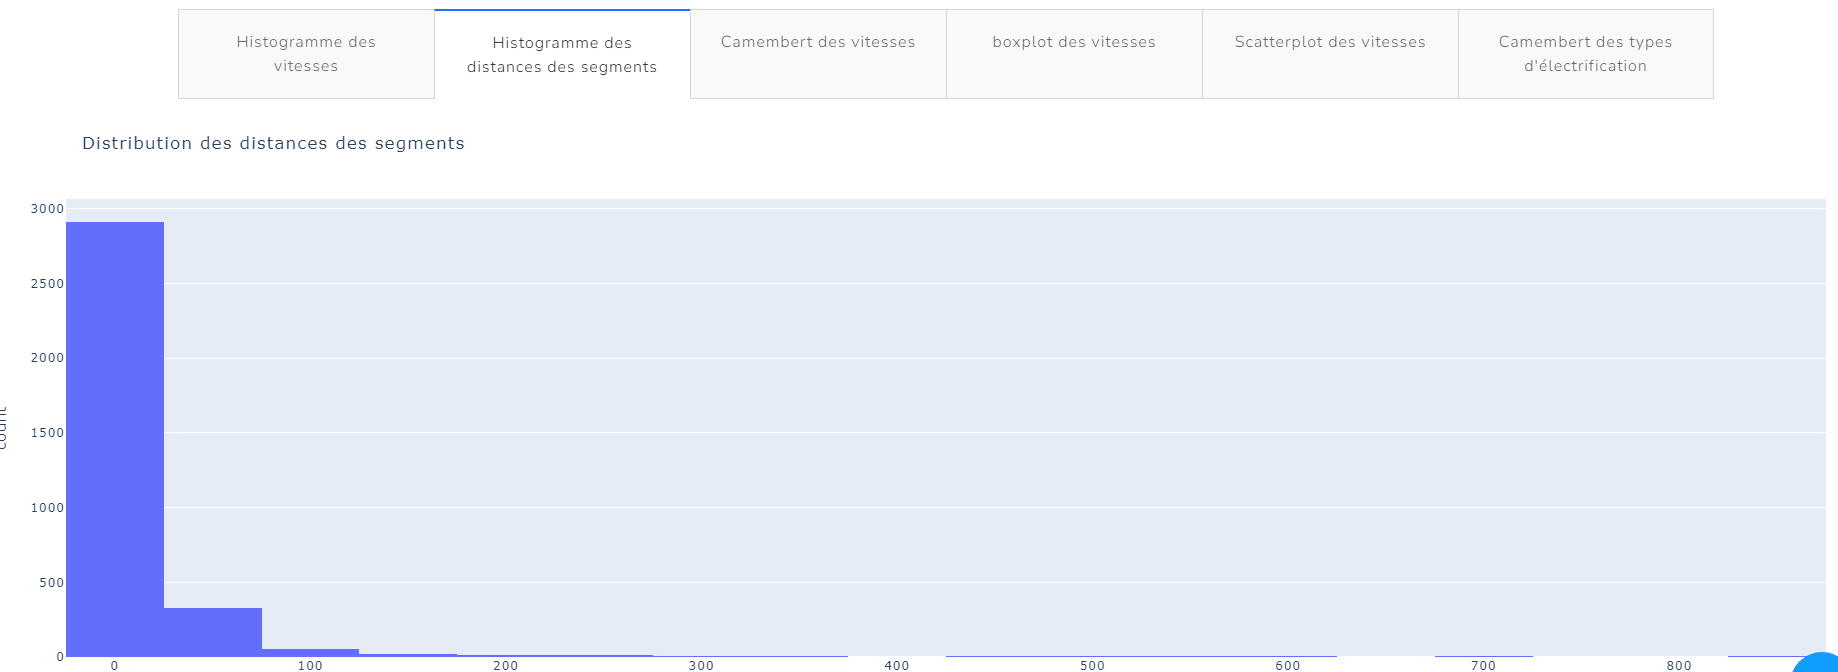 Histogramme des
vitesses
Histogramme des
distances des segments
Camembert des vitesses
boxplot des vitesses
Scatterplot des vitesses
Camembert des types
d'électrification
Distribution des distances des segments
3000
2500
2000
1500
1000
500
0
count
0
100
200
300
400
500
600
700
800